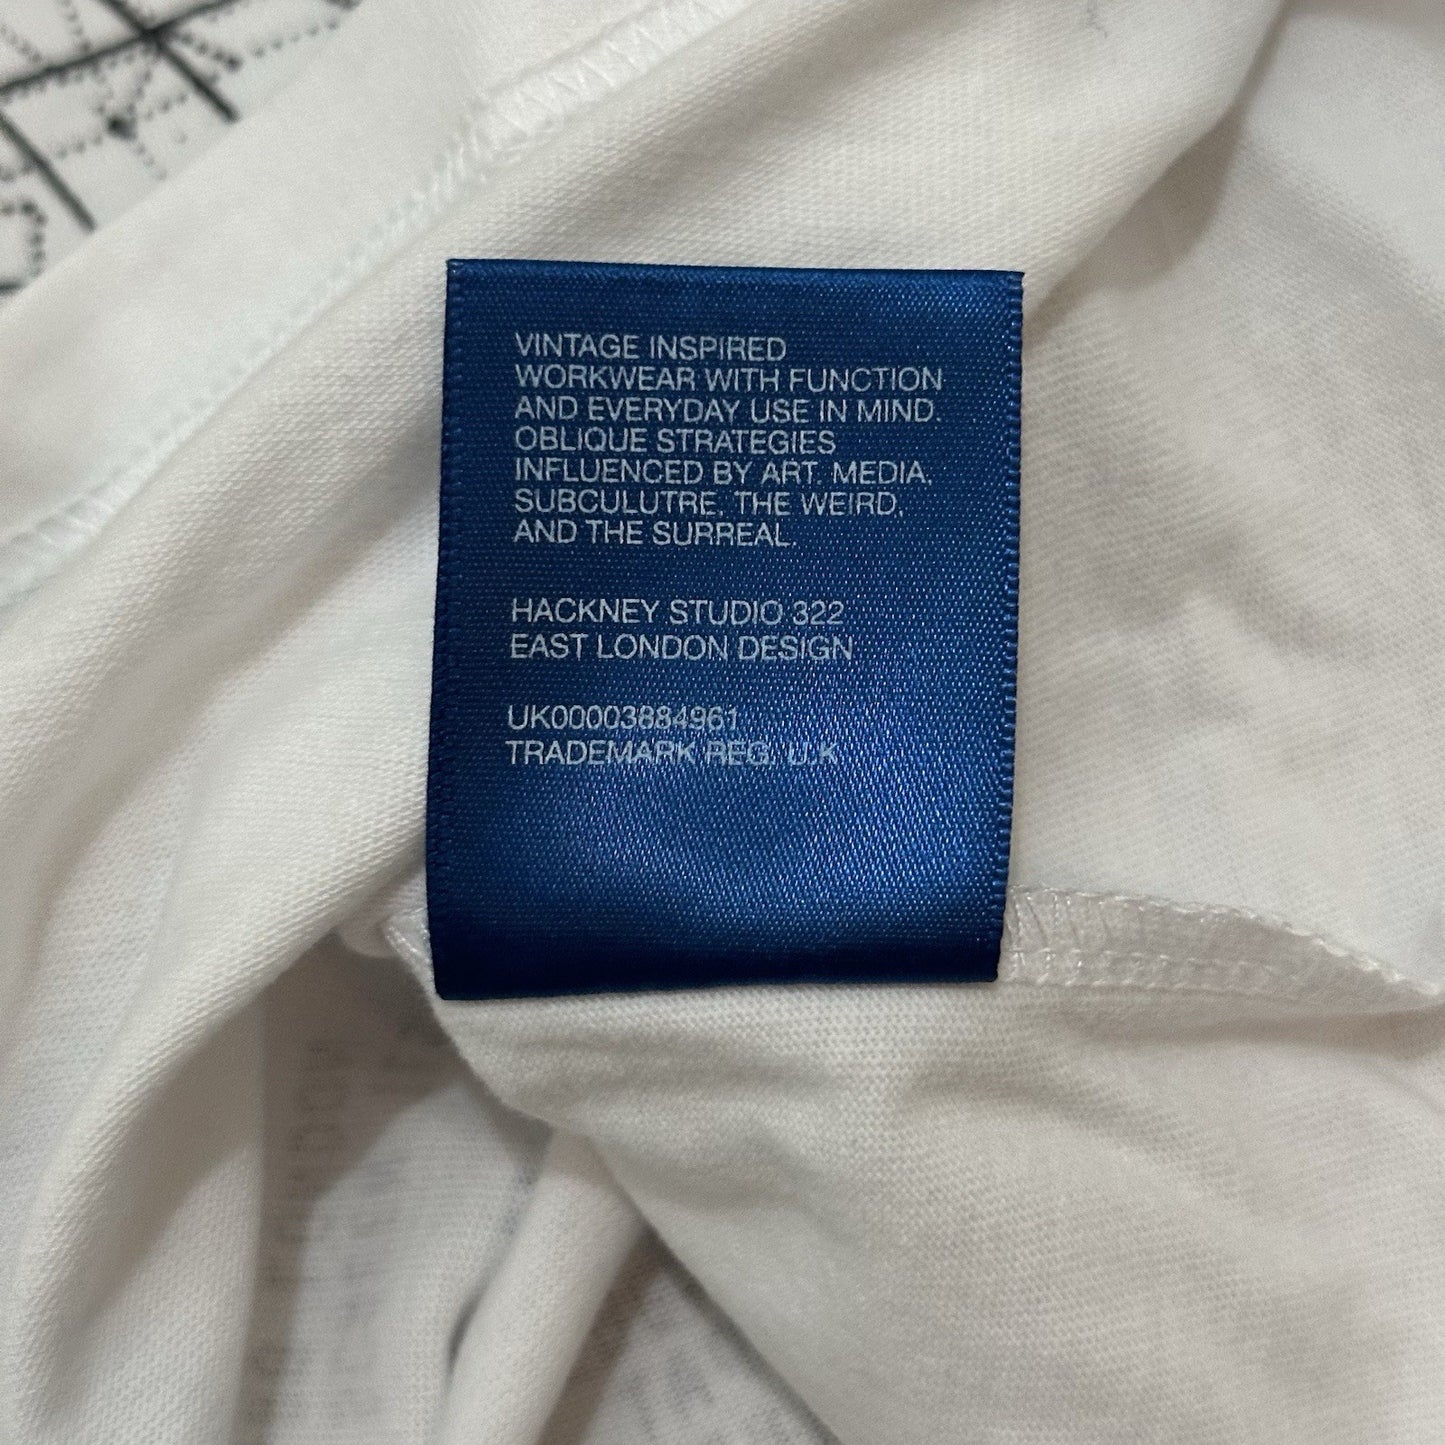 VINTAGE INSPIRED
WORKWEAR WITH FUNCTION
AND EVERYDAY USE IN MIND.
OBLIQUE STRATEGIES
INFLUENCED BY ART. MEDIA,
SUBCULUTRE, THE WEIRD,
AND THE SURREAL.
HACKNEY STUDIO 322
EAST LONDON DESIGN
UK00003884961
TRADEMARK REG. U.K